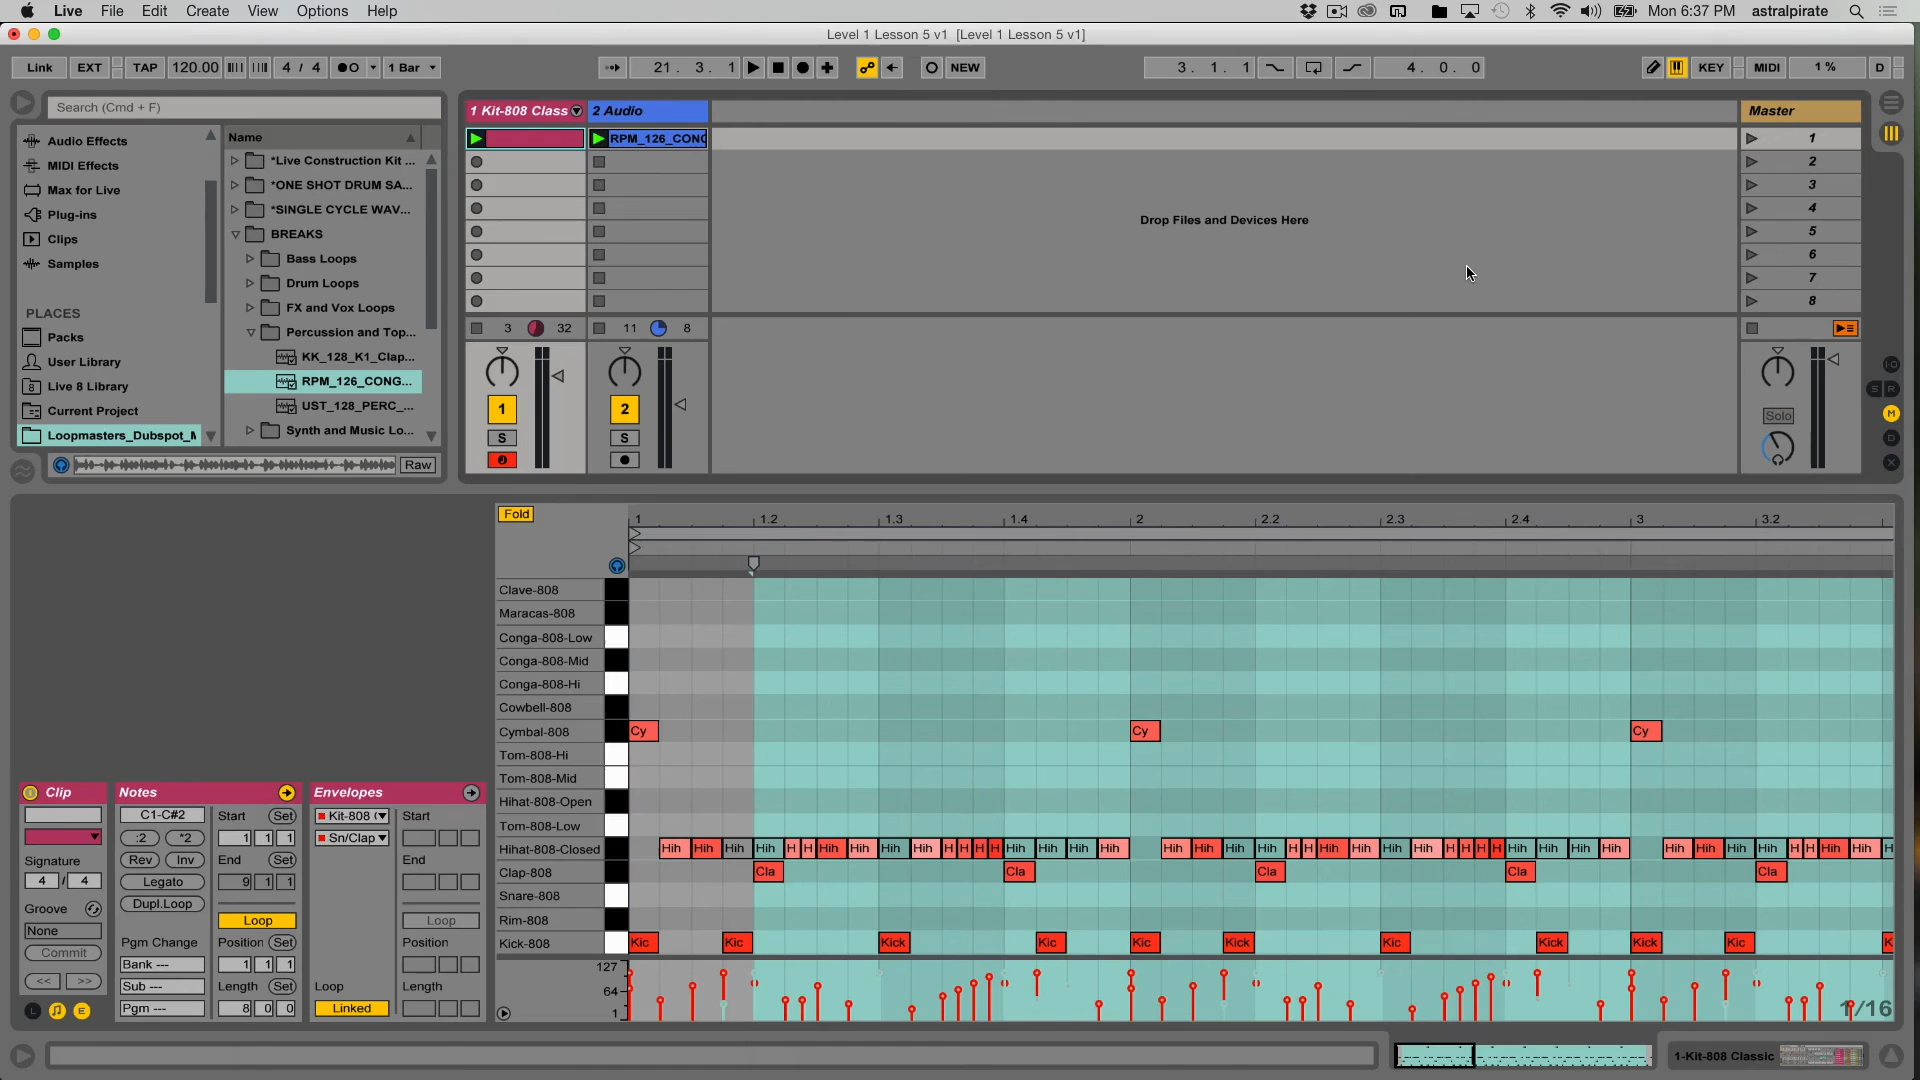 Live File Edit Create View Options Help Mon 6:37 PM astralpirate
Level 1 Lesson 5 v1 [Level 1 Lesson 5 v1]
Link EXT TAP 120.00 4 / 4 1 Bar 21. 3. 1 NEW 3. 1. 1 4. 0. 0 KEY MIDI 1 % D
Search (Cmd + F)
Audio Effects
MIDI Effects
Max for Live
Plug-ins
Clips
Samples
PLACES
Packs
User Library
Live 8 Library
Current Project
Loopmasters_Dubspot_M
Name
*Live Construction Kit ...
*ONE SHOT DRUM SA...
*SINGLE CYCLE WAV...
BREAKS
Bass Loops
Drum Loops
FX and Vox Loops
Percussion and Top...
KK_128_K1_Clap...
RPM_126_CONG...
UST_128_PERC_...
Synth and Music Lo...
Raw
1 Kit-808 Class 2 Audio Master
RPM_126_CONG 1
2
3
4
5
6
7
8
Drop Files and Devices Here
3 32 11 8
1 2
S S Solo
I·O
S R
M
D
X
Fold
1 1.2 1.3 1.4 2 2.2 2.3 2.4 3 3.2
Clave-808
Maracas-808
Conga-808-Low
Conga-808-Mid
Conga-808-Hi
Cowbell-808
Cymbal-808 Cy Cy Cy
Tom-808-Hi
Tom-808-Mid
Hihat-808-Open
Tom-808-Low
Hihat-808-Closed Hih Hih Hih Hih H H Hih Hih Hih Hih H H H H Hih Hih Hih Hih Hih Hih Hih Hih H H Hih Hih Hih Hih H H H H Hih Hih Hih Hih Hih Hih Hih Hih H H Hih Hih H
Clap-808 Cla Cla Cla Cla Cla
Snare-808
Rim-808
Kick-808 Kic Kic Kick Kic Kic Kick Kic Kick Kick Kic K
127
64
1
1/16
Clip
Signature
4 / 4
Groove
None
Commit
<< >>
L E
Notes
C1-C#2
:2 *2
Rev Inv
Legato
Dupl.Loop
Pgm Change
Bank ---
Sub ---
Pgm ---
Start Set
1 1 1
End Set
9 1 1
Loop
Position Set
1 1 1
Length Set
8 0 0
Envelopes
Kit-808 (
Sn/Clap
Loop
Linked
Start
End
Loop
Position
Length
1-Kit-808 Classic